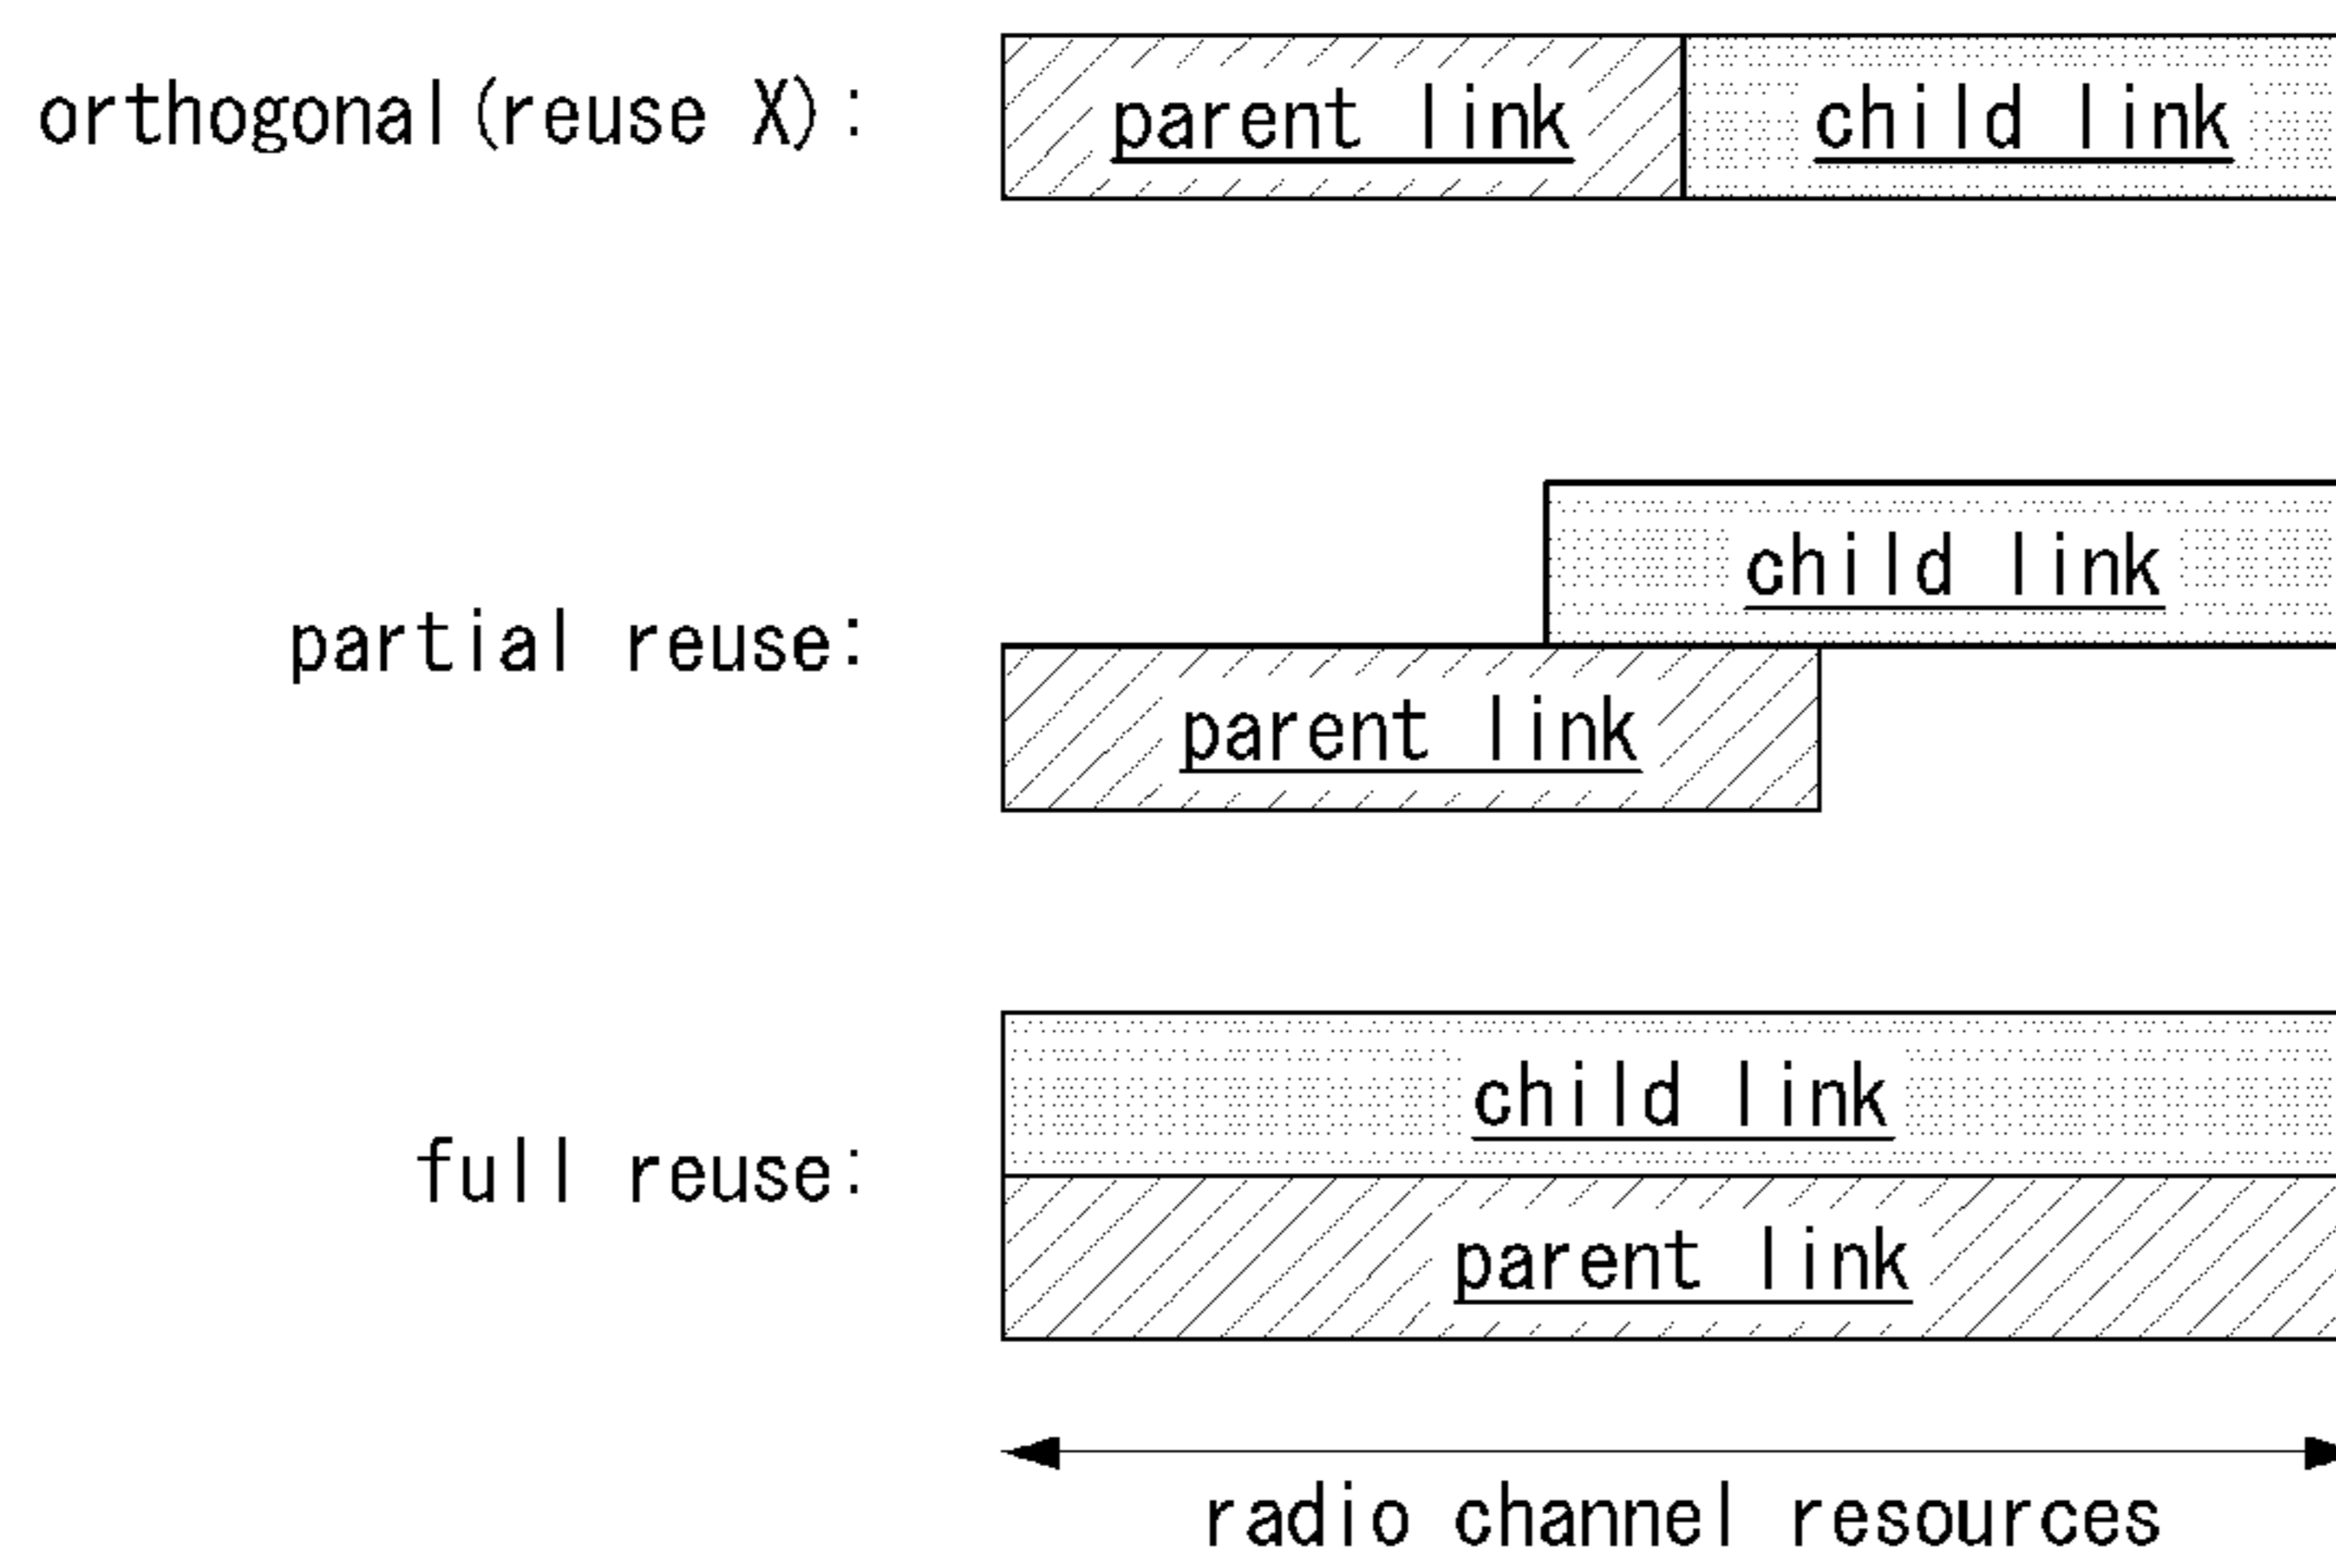 orthogonal(reuse X): parent link child link
child link
partial reuse:
parent link
child link
full reuse:
parent link
radio channel resources